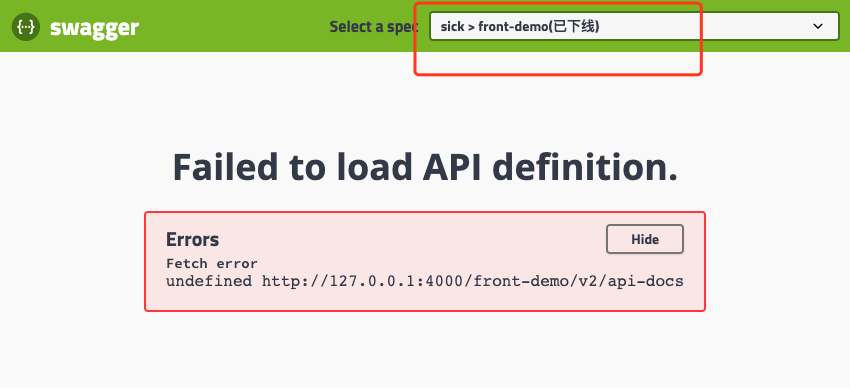 {···} swagger
Select a spec
sick > front-demo(已下线)
Failed to load API definition.
Errors
Hide
Fetch error
undefined http://127.0.0.1:4000/front-demo/v2/api-docs